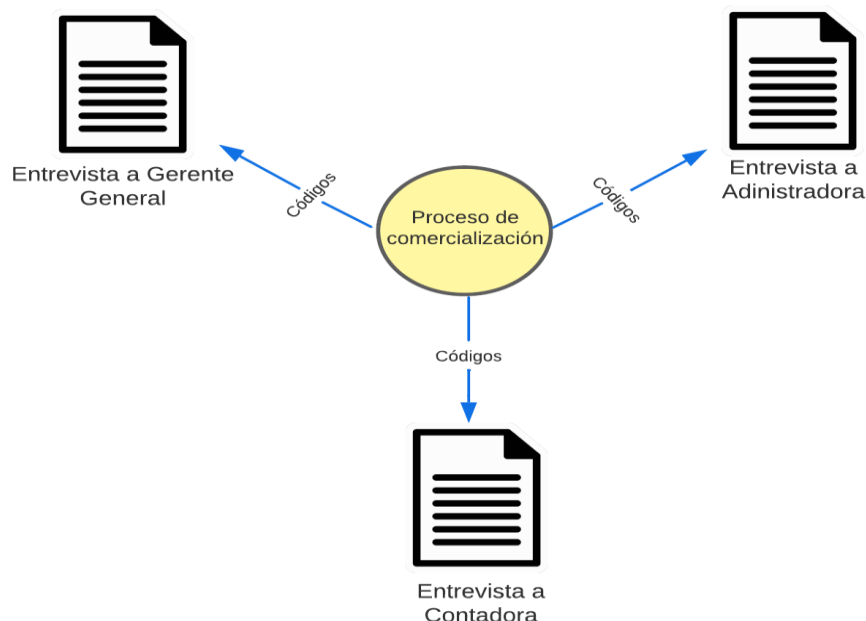 Entrevista a Gerente
General
Códigos
Proceso de
comercialización
Códigos
Entrevista a
Adinistradora
Códigos
Entrevista a
Contadora